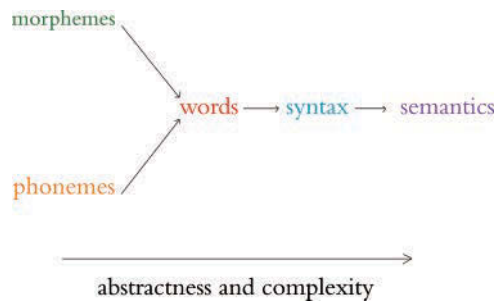 morphemes
words syntax semantics
phonemes
abstractness and complexity